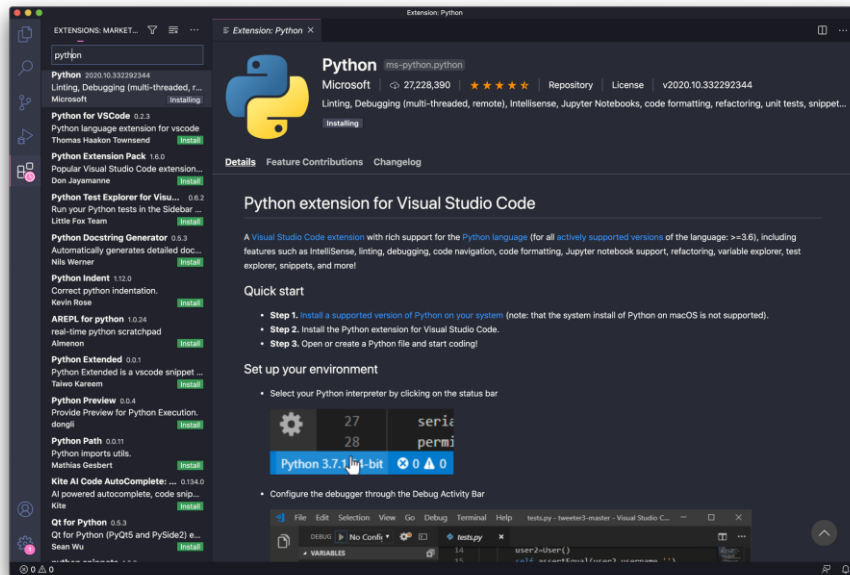 Extension: Python
EXTENSIONS: MARKET...
python
Python 2020.10.332292344
Linting, Debugging (multi-threaded, r...
Microsoft Installing
Python for VSCode 0.2.3
Python language extension for vscode
Thomas Haakon Townsend Install
Python Extension Pack 1.6.0
Popular Visual Studio Code extension...
Don Jayamanne Install
Python Test Explorer for Visu... 0.6.2
Run your Python tests in the Sidebar ...
Little Fox Team Install
Python Docstring Generator 0.5.3
Automatically generates detailed doc...
Nils Werner Install
Python Indent 1.12.0
Correct python indentation.
Kevin Rose Install
AREPL for python 1.0.24
real-time python scratchpad
Almenon Install
Python Extended 0.0.1
Python Extended is a vscode snippet ...
Taiwo Kareem Install
Python Preview 0.0.4
Provide Preview for Python Execution.
dongli Install
Python Path 0.0.11
Python imports utils.
Mathias Gesbert Install
Kite AI Code AutoComplete: ... 0.134.0
AI powered autocomplete, code snip...
Kite Install
Qt for Python 0.5.3
Qt for Python (PyQt5 and PySide2) e...
Sean Wu Install
0 0
Extension: Python
Python ms-python.python
Microsoft 27,228,390 Repository License v2020.10.332292344
Linting, Debugging (multi-threaded, remote), Intellisense, Jupyter Notebooks, code formatting, refactoring, unit tests, snippet...
Installing
Details Feature Contributions Changelog
Python extension for Visual Studio Code
A Visual Studio Code extension with rich support for the Python language (for all actively supported versions of the language: >=3.6), including
features such as IntelliSense, linting, debugging, code navigation, code formatting, Jupyter notebook support, refactoring, variable explorer, test
explorer, snippets, and more!
Quick start
• Step 1. Install a supported version of Python on your system (note: that the system install of Python on macOS is not supported).
• Step 2. Install the Python extension for Visual Studio Code.
• Step 3. Open or create a Python file and start coding!
Set up your environment
• Select your Python interpreter by clicking on the status bar
27 seria
28 permi
Python 3.7.1 -bit 0 0
• Configure the debugger through the Debug Activity Bar
File Edit Selection View Go Debug Terminal Help tests.py - tweeter3-master - Visual Studio C...
DEBUG No Config tests.py
VARIABLES
14 user2=User()
15 self.assertEqual(user2.username,'')